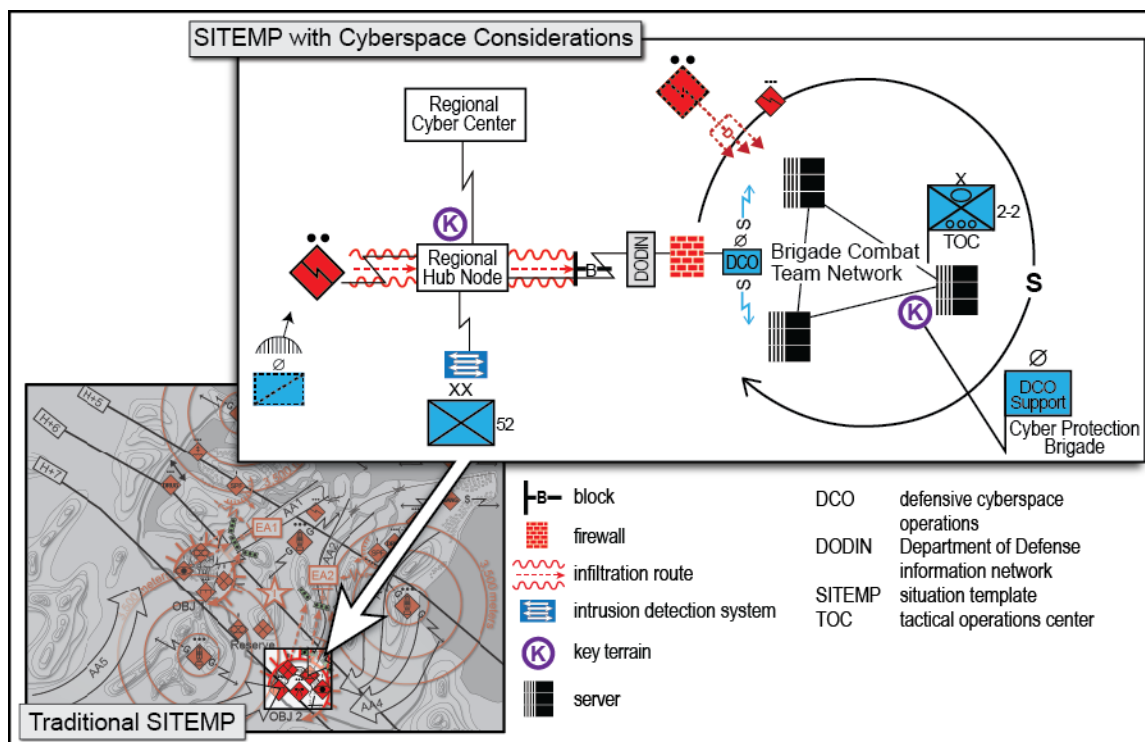 SITEMP with Cyberspace Considerations
Regional
Cyber Center
K
Regional
Hub Node
B
DODIN
S
Ø
DCO
S
Brigade Combat
Team Network
X
2-2
TOC
K
S
Ø
DCO
Support
Cyber Protection
Brigade
Ø
XX
52
H+5
H+6
H+7
EA1
AA1
EA2
AA2
G
G
G
G
S
OBJ 1
Reserve
AA5
AA4
OBJ 2
Traditional SITEMP
B block
firewall
infiltration route
intrusion detection system
K key terrain
server
DCO defensive cyberspace
operations
DODIN Department of Defense
information network
SITEMP situation template
TOC tactical operations center